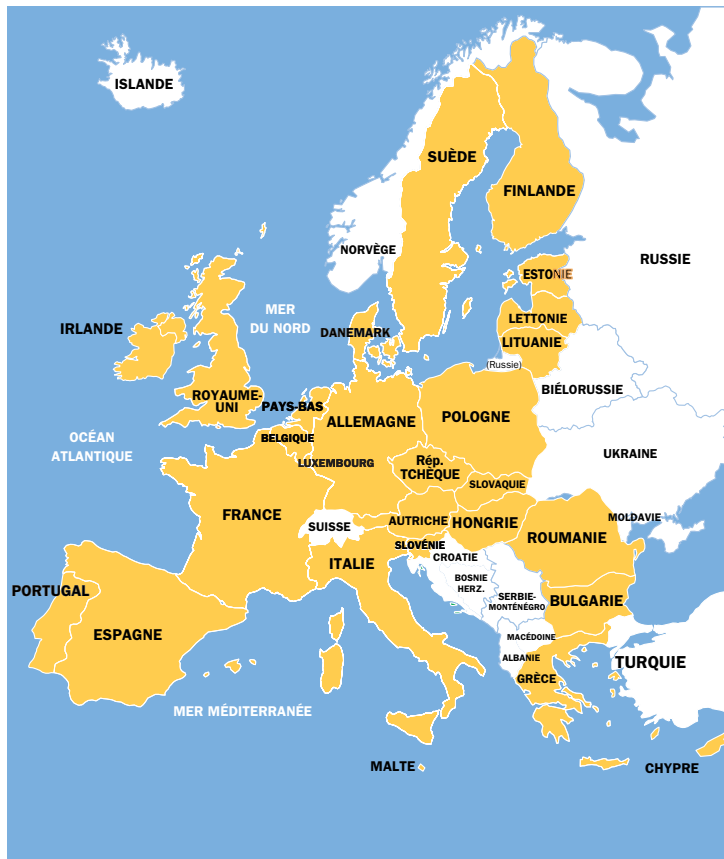 ISLANDE
SUÈDE
FINLANDE
NORVÈGE
RUSSIE
ESTONIE
MER
DU NORD
IRLANDE
DANEMARK
LETTONIE
LITUANIE
(Russie)
BIÉLORUSSIE
ROYAUME-
UNI
PAYS-BAS
ALLEMAGNE
POLOGNE
OCÉAN
ATLANTIQUE
BELGIQUE
LUXEMBOURG
Rép.
TCHÈQUE
UKRAINE
SLOVAQUIE
FRANCE
SUISSE
AUTRICHE
HONGRIE
MOLDAVIE
ROUMANIE
SLOVÉNIE
CROATIE
ITALIE
BOSNIE
HERZ.
SERBIE-
MONTÉNÉGRO
BULGARIE
PORTUGAL
ESPAGNE
MACÉDOINE
ALBANIE
TURQUIE
GRÈCE
MER MÉDITERRANÉE
MALTE
CHYPRE